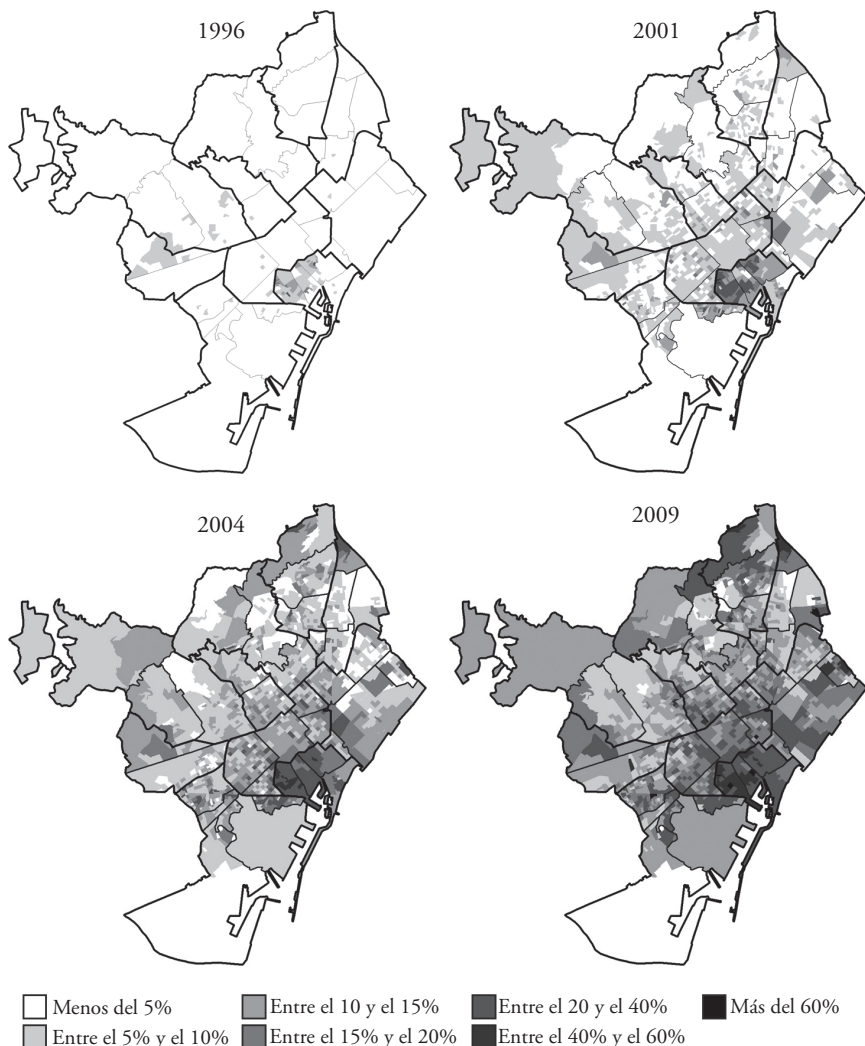 1996
2001
2004
2009
Menos del 5%
Entre el 10 y el 15%
Entre el 20 y el 40%
Más del 60%
Entre el 5% y el 10%
Entre el 15% y el 20%
Entre el 40% y el 60%